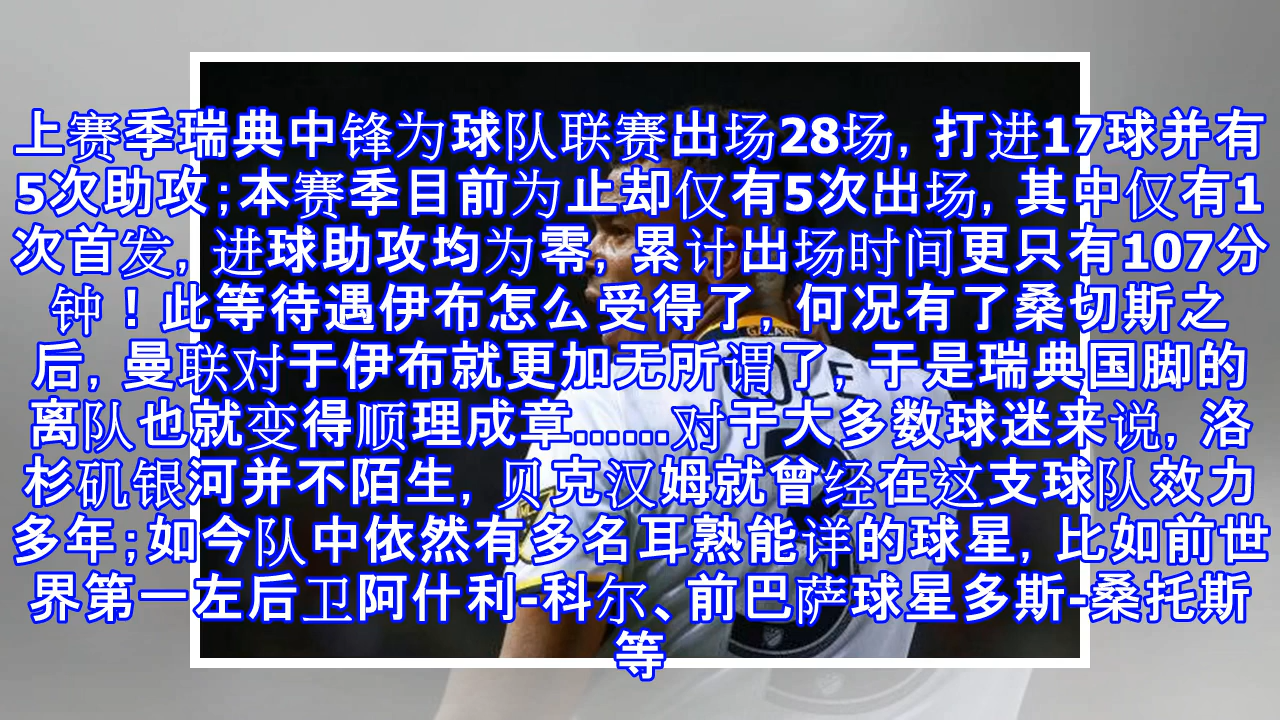 上赛季瑞典中锋为球队联赛出场28场，打进17球并有
5次助攻；本赛季目前为止却仅有5次出场，其中仅有1
次首发，进球助攻均为零，累计出场时间更只有107分
钟！此等待遇伊布怎么受得了，何况有了桑切斯之
后，曼联对于伊布就更加无所谓了，于是瑞典国脚的
离队也就变得顺理成章......对于大多数球迷来说，洛
杉矶银河并不陌生，贝克汉姆就曾经在这支球队效力
多年；如今队中依然有多名耳熟能详的球星，比如前世
界第一左后卫阿什利-科尔、前巴萨球星多斯-桑托斯
等
COLE
3